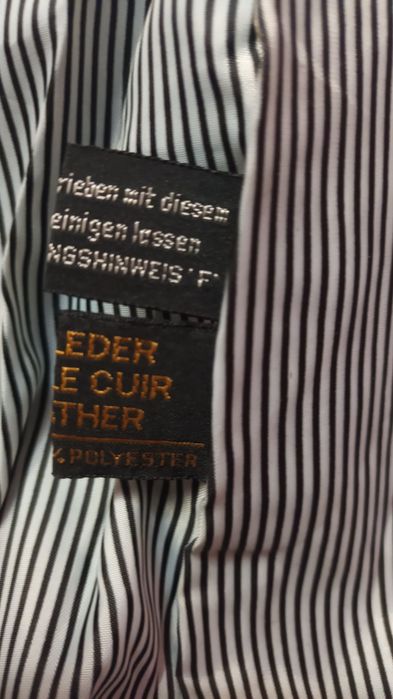 rieben mit diesem
einigen lassen
NGSHINWEIS 'F'
LEDER
LE CUIR
THER
% POLYESTER